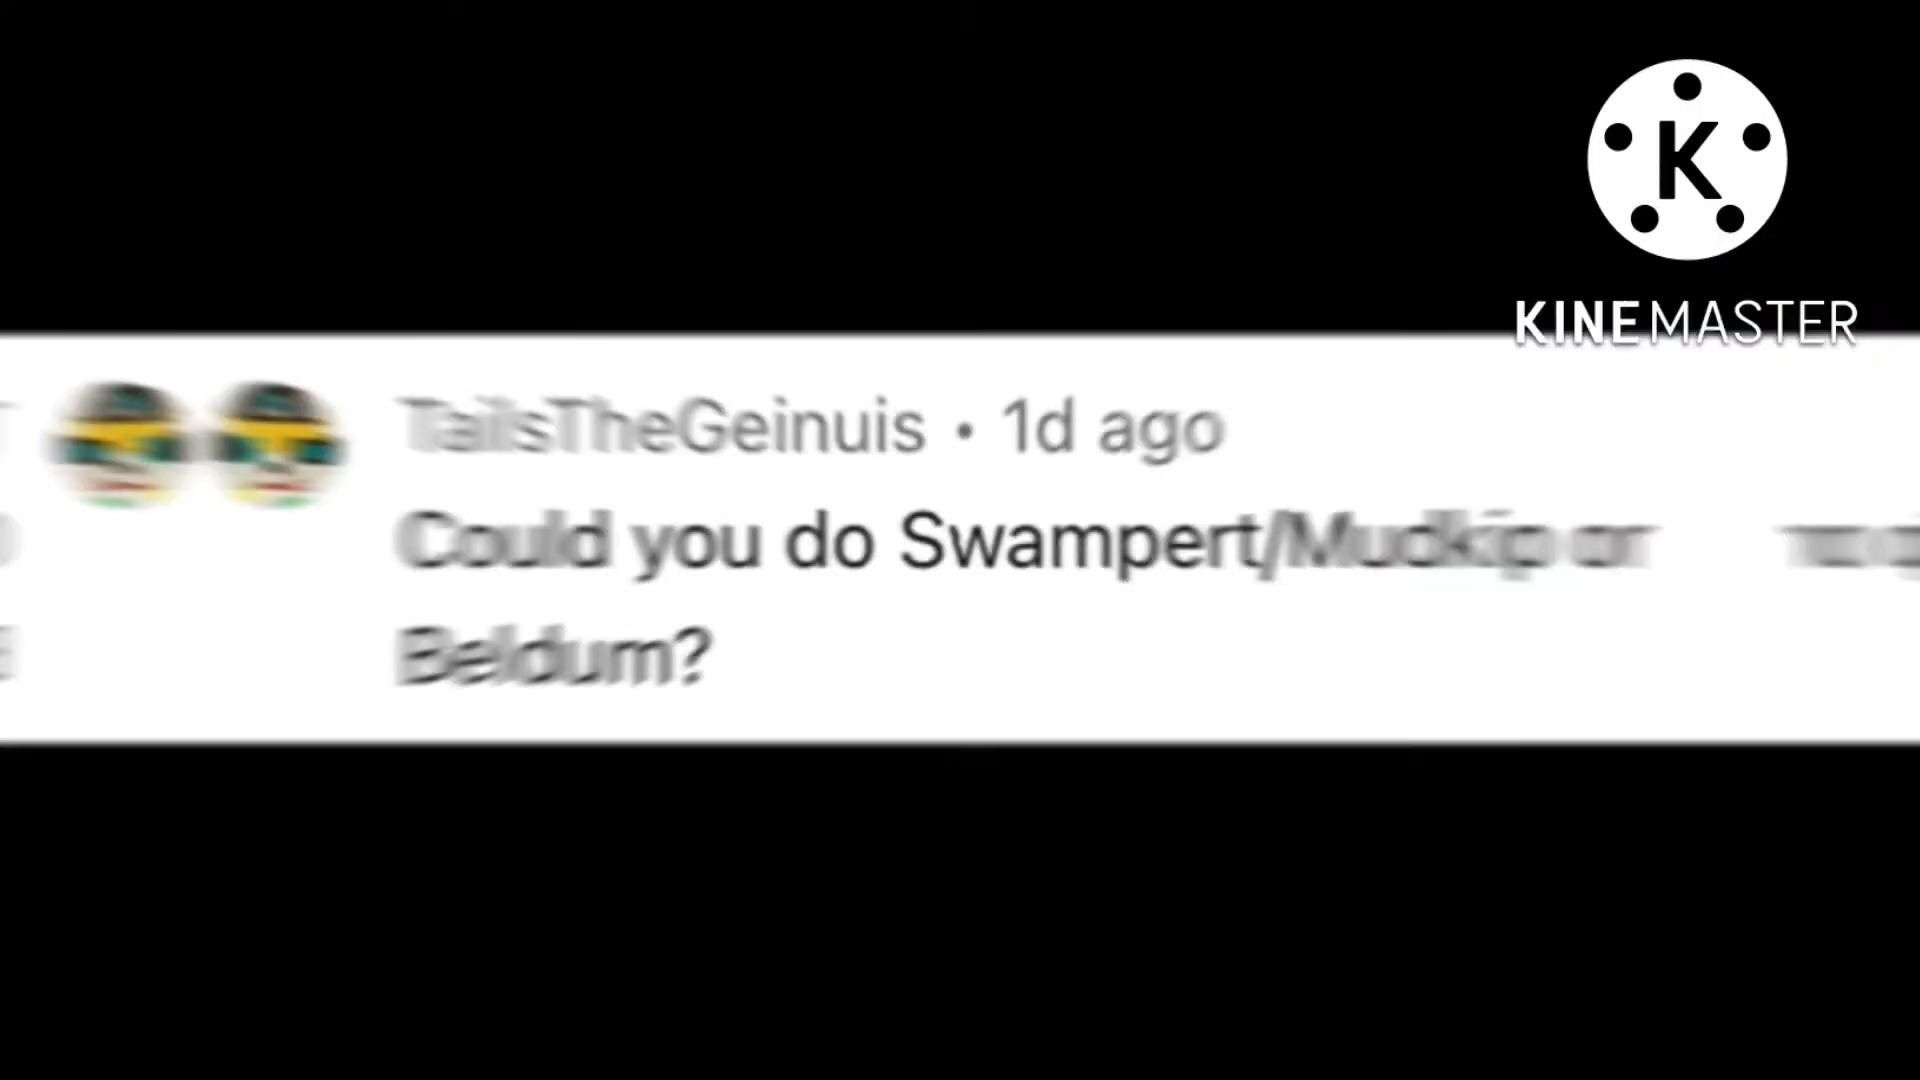 K
KINEMASTER
TailsTheGeinuis • 1d ago
Could you do Swampert/Mudkip or
Beldum?